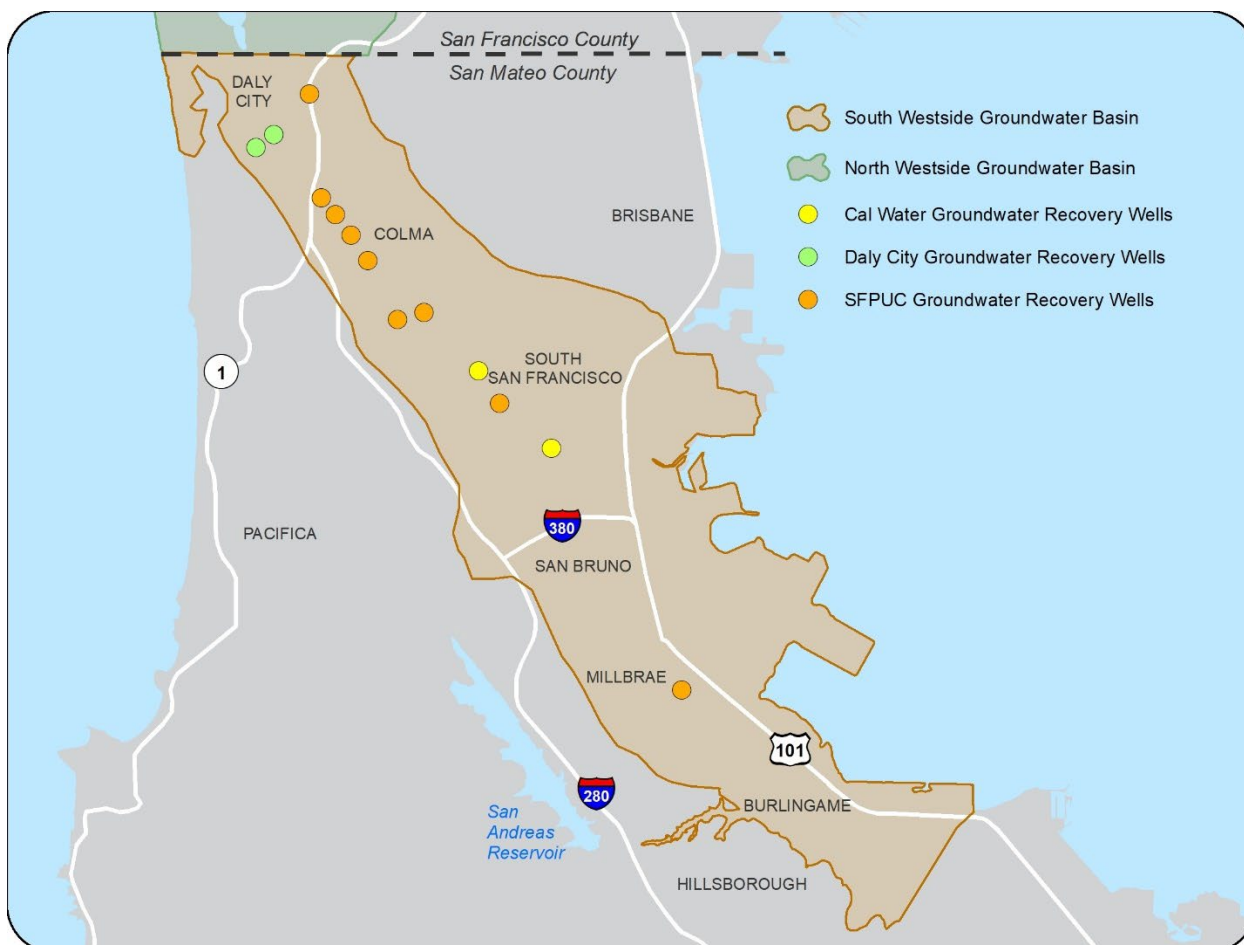 San Francisco County
San Mateo County
DALY
CITY
South Westside Groundwater Basin
North Westside Groundwater Basin
BRISBANE
Cal Water Groundwater Recovery Wells
COLMA
Daly City Groundwater Recovery Wells
SFPUC Groundwater Recovery Wells
1
SOUTH
SAN FRANCISCO
PACIFICA
380
SAN BRUNO
MILLBRAE
101
280
BURLINGAME
San
Andreas
Reservoir
HILLSBOROUGH